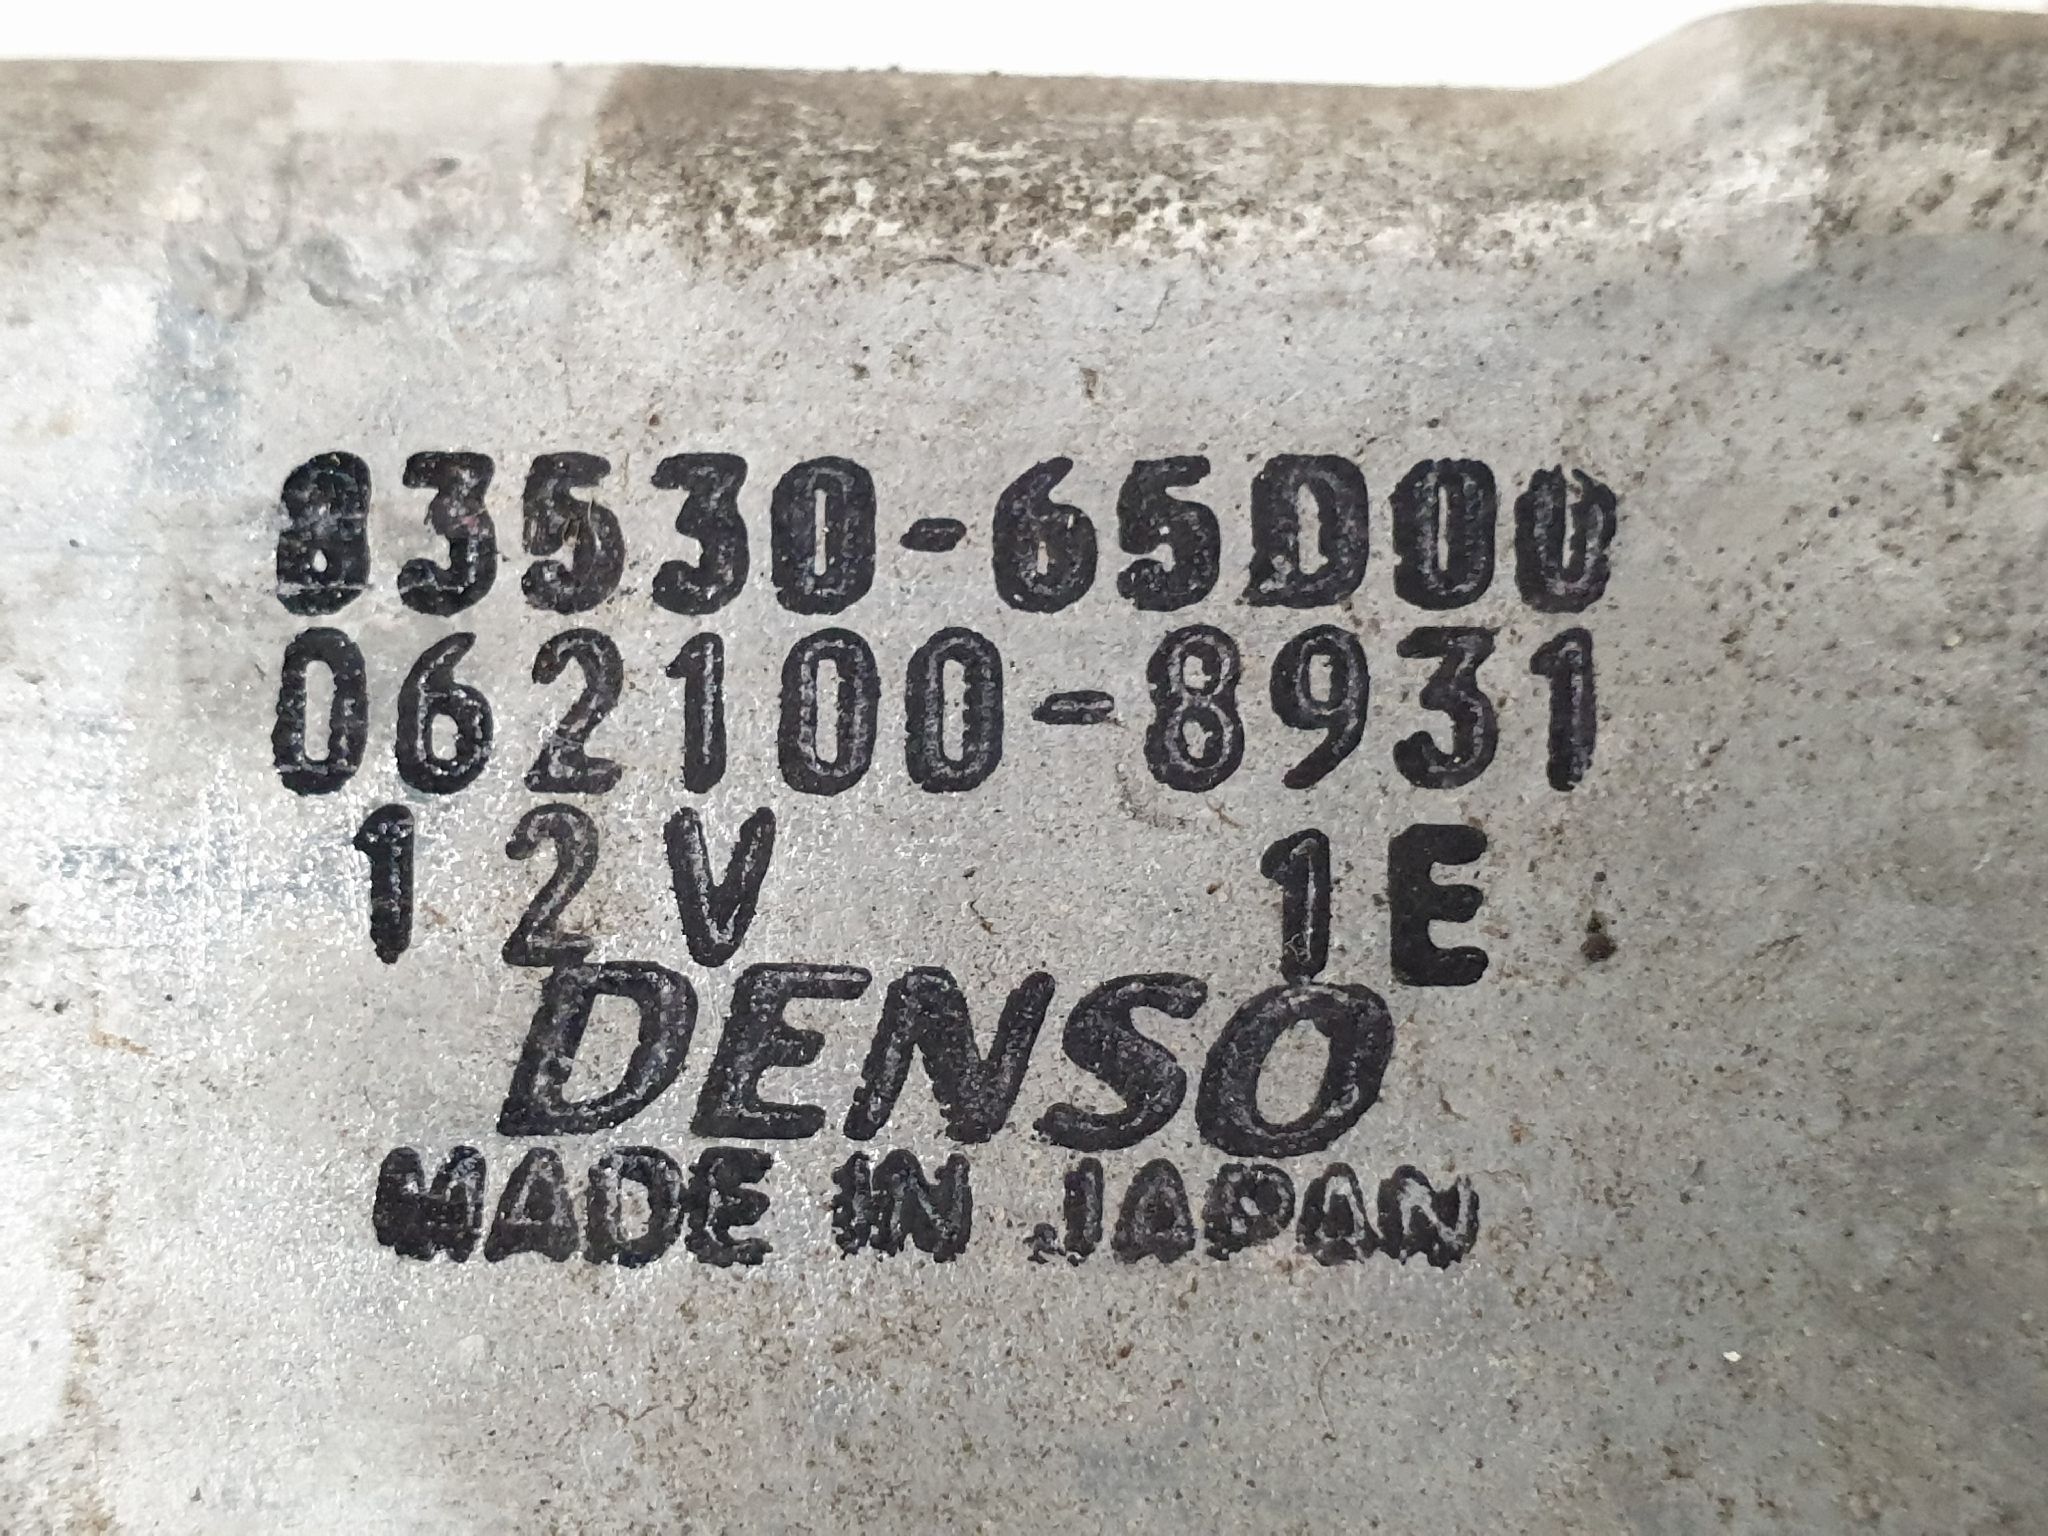 83530-65D00
062100-8931
12V 1E
DENSO
MADE IN JAPAN